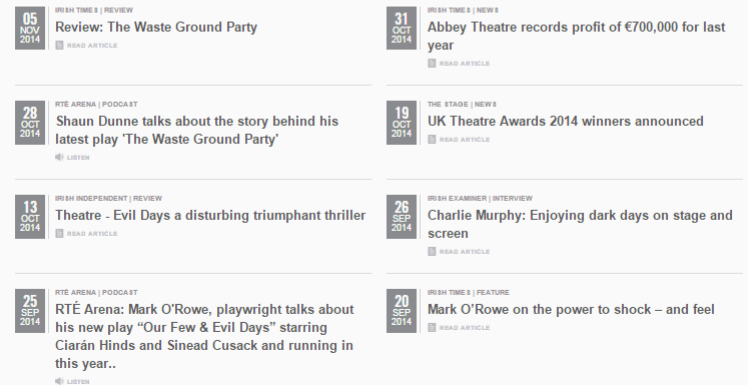 05
NOV
2014
IRISH TIMES | REVIEW
Review: The Waste Ground Party
READ ARTICLE
31
OCT
2014
IRISH TIMES | NEWS
Abbey Theatre records profit of €700,000 for last
year
READ ARTICLE
28
OCT
2014
RTÉ ARENA | PODCAST
Shaun Dunne talks about the story behind his
latest play 'The Waste Ground Party'
LISTEN
19
OCT
2014
THE STAGE | NEWS
UK Theatre Awards 2014 winners announced
READ ARTICLE
13
OCT
2014
IRISH INDEPENDENT | REVIEW
Theatre - Evil Days a disturbing triumphant thriller
READ ARTICLE
26
SEP
2014
IRISH EXAMINER | INTERVIEW
Charlie Murphy: Enjoying dark days on stage and
screen
READ ARTICLE
25
SEP
2014
RTÉ ARENA | PODCAST
RTÉ Arena: Mark O'Rowe, playwright talks about
his new play “Our Few & Evil Days” starring
Ciarán Hinds and Sinead Cusack and running in
this year..
LISTEN
20
SEP
2014
IRISH TIMES | FEATURE
Mark O’Rowe on the power to shock – and feel
READ ARTICLE